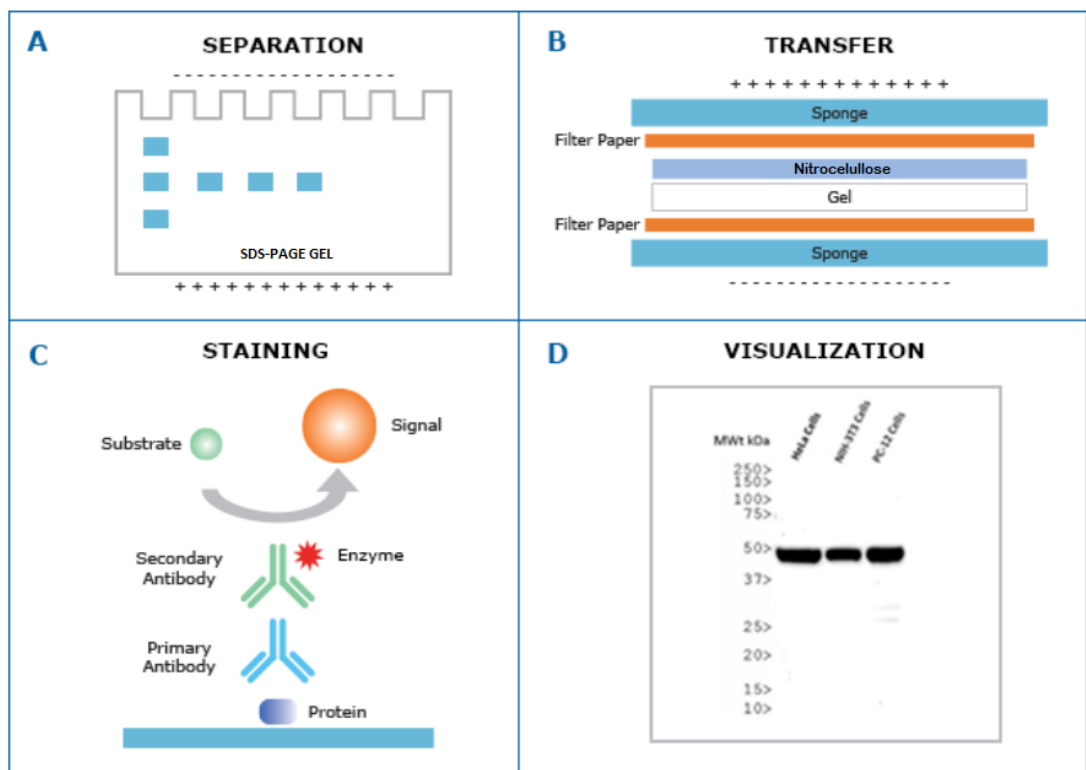 A
SEPARATION
- - - - - - - - - - - - - - - - - - - -
SDS-PAGE GEL
+ + + + + + + + + + + + +
B
TRANSFER
+ + + + + + + + + + + + +
Sponge
Filter Paper
Nitrocelullose
Gel
Filter Paper
Sponge
- - - - - - - - - - - - - - - - - - -
C
STAINING
Substrate
Signal
Secondary
Antibody
Enzyme
Primary
Antibody
Protein
D
VISUALIZATION
MWt kDa
HeLa Cells
NIH-3T3 Cells
PC-12 Cells
250>
150>
100>
75>
50>
37>
25>
20>
15>
10>